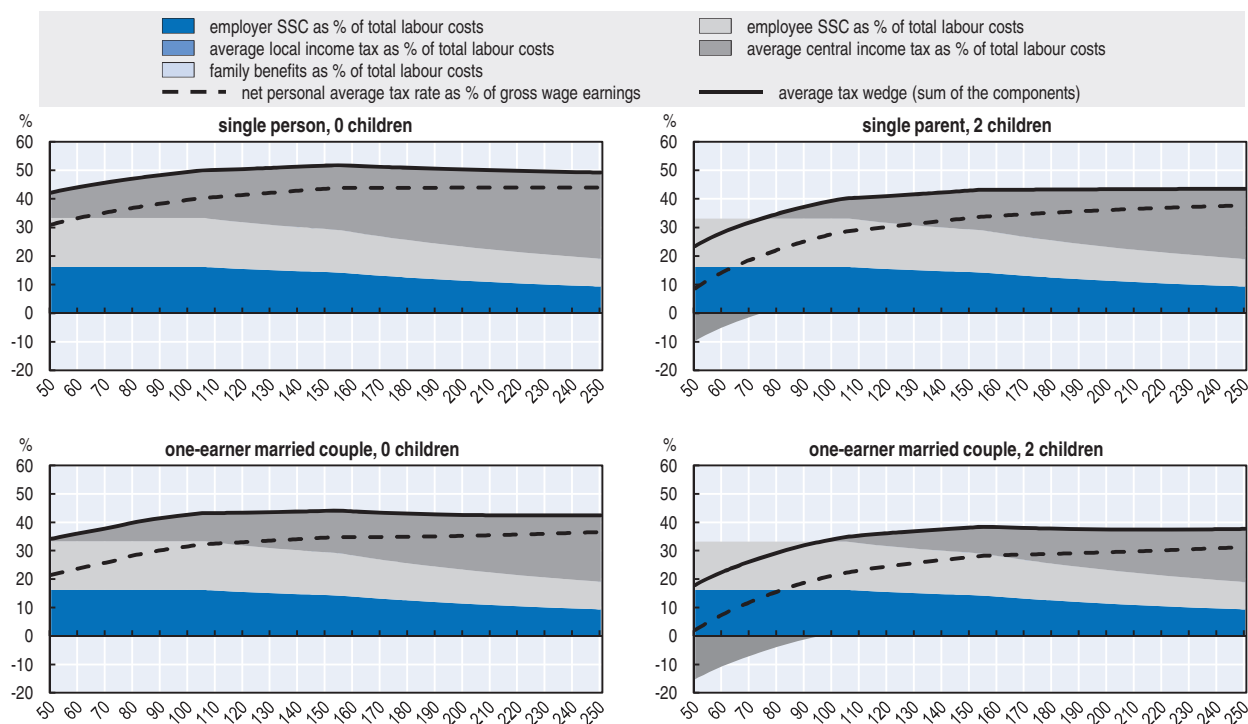 employer SSC as % of total labour costs
employee SSC as % of total labour costs
average local income tax as % of total labour costs
average central income tax as % of total labour costs
family benefits as % of total labour costs
net personal average tax rate as % of gross wage earnings
average tax wedge (sum of the components)
%
single person, 0 children
60
50
40
30
20
10
0
-10
-20
50 60 70 80 90 100 110 120 130 140 150 160 170 180 190 200 210 220 230 240 250
%
single parent, 2 children
60
50
40
30
20
10
0
-10
-20
50 60 70 80 90 100 110 120 130 140 150 160 170 180 190 200 210 220 230 240 250
%
one-earner married couple, 0 children
60
50
40
30
20
10
0
-10
-20
50 60 70 80 90 100 110 120 130 140 150 160 170 180 190 200 210 220 230 240 250
%
one-earner married couple, 2 children
60
50
40
30
20
10
0
-10
-20
50 60 70 80 90 100 110 120 130 140 150 160 170 180 190 200 210 220 230 240 250